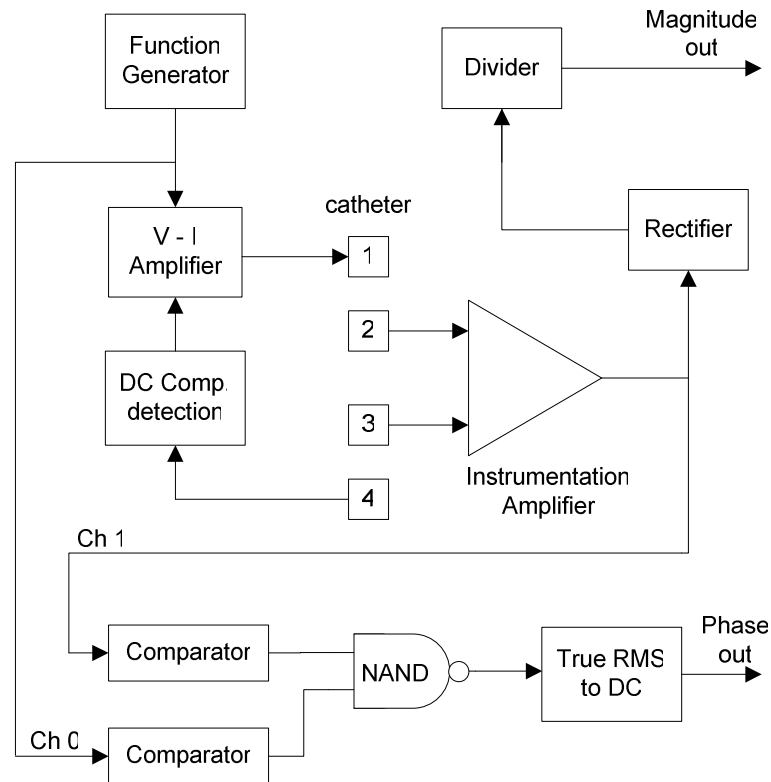 Function
Generator
Magnitude
out
Divider
V - I
Amplifier
catheter
1
Rectifier
2
DC Comp.
detection
3
4
Instrumentation
Amplifier
Ch 1
Comparator
NAND
True RMS
to DC
Phase
out
Ch 0
Comparator